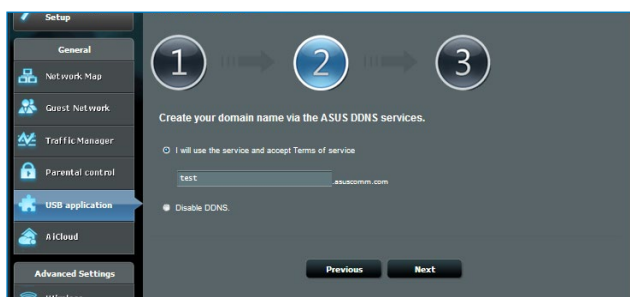 Setup
General
Network Map
Guest Network
Traffic Manager
Parental control
USB application
AiCloud
Advanced Settings
Wireless
1
2
3
Create your domain name via the ASUS DDNS services.
I will use the service and accept Terms of service
test
.asuscomm.com
Disable DDNS.
Previous
Next